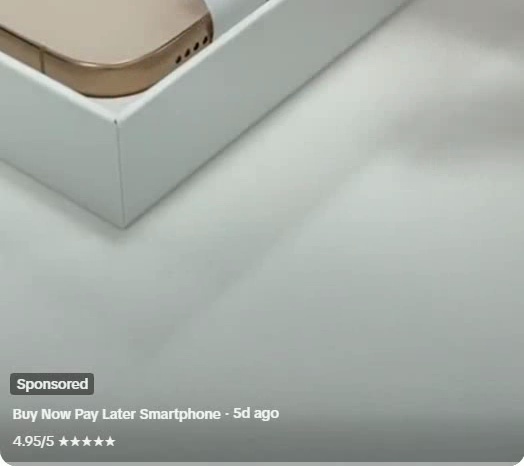 Sponsored
Buy Now Pay Later Smartphone · 5d ago
4.95/5 ★★★★★